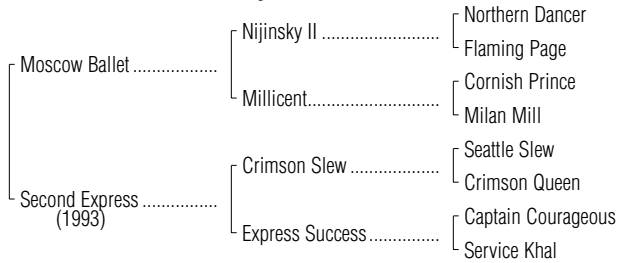 Northern Dancer
Nijinsky II ........................
Flaming Page
Moscow Ballet .................
Cornish Prince
Millicent...........................
Milan Mill
Seattle Slew
Crimson Slew ..................
Crimson Queen
Second Express ...............
(1993)
Captain Courageous
Express Success..............
Service Khal